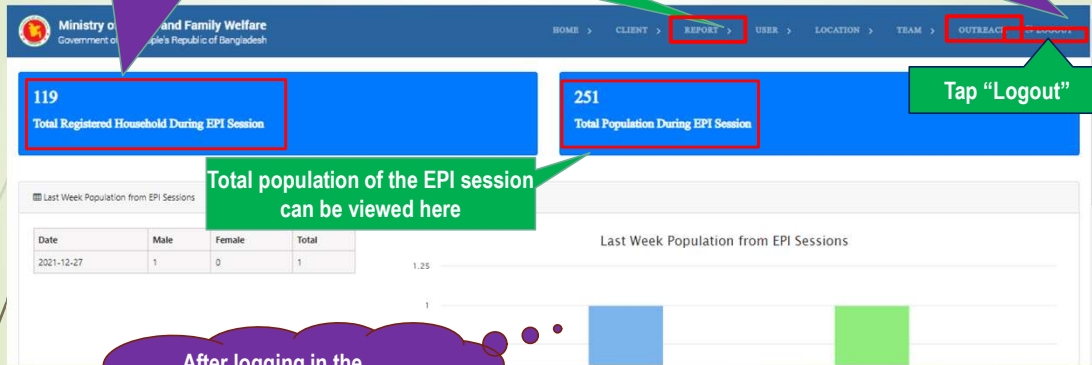 Ministry o and Family Welfare
Government of ople's Republic of Bangladesh
HOME > CLIENT > REPORT > USER > LOCATION > TEAM > OUTREACH LOGOUT
Tap “Logout”
119
Total Registered Household During EPI Session
251
Total Population During EPI Session
Total population of the EPI session
can be viewed here
Last Week Population from EPI Sessions
Date Male Female Total
2021-12-27 1 0 1
Last Week Population from EPI Sessions
1.25
1
After logging in the